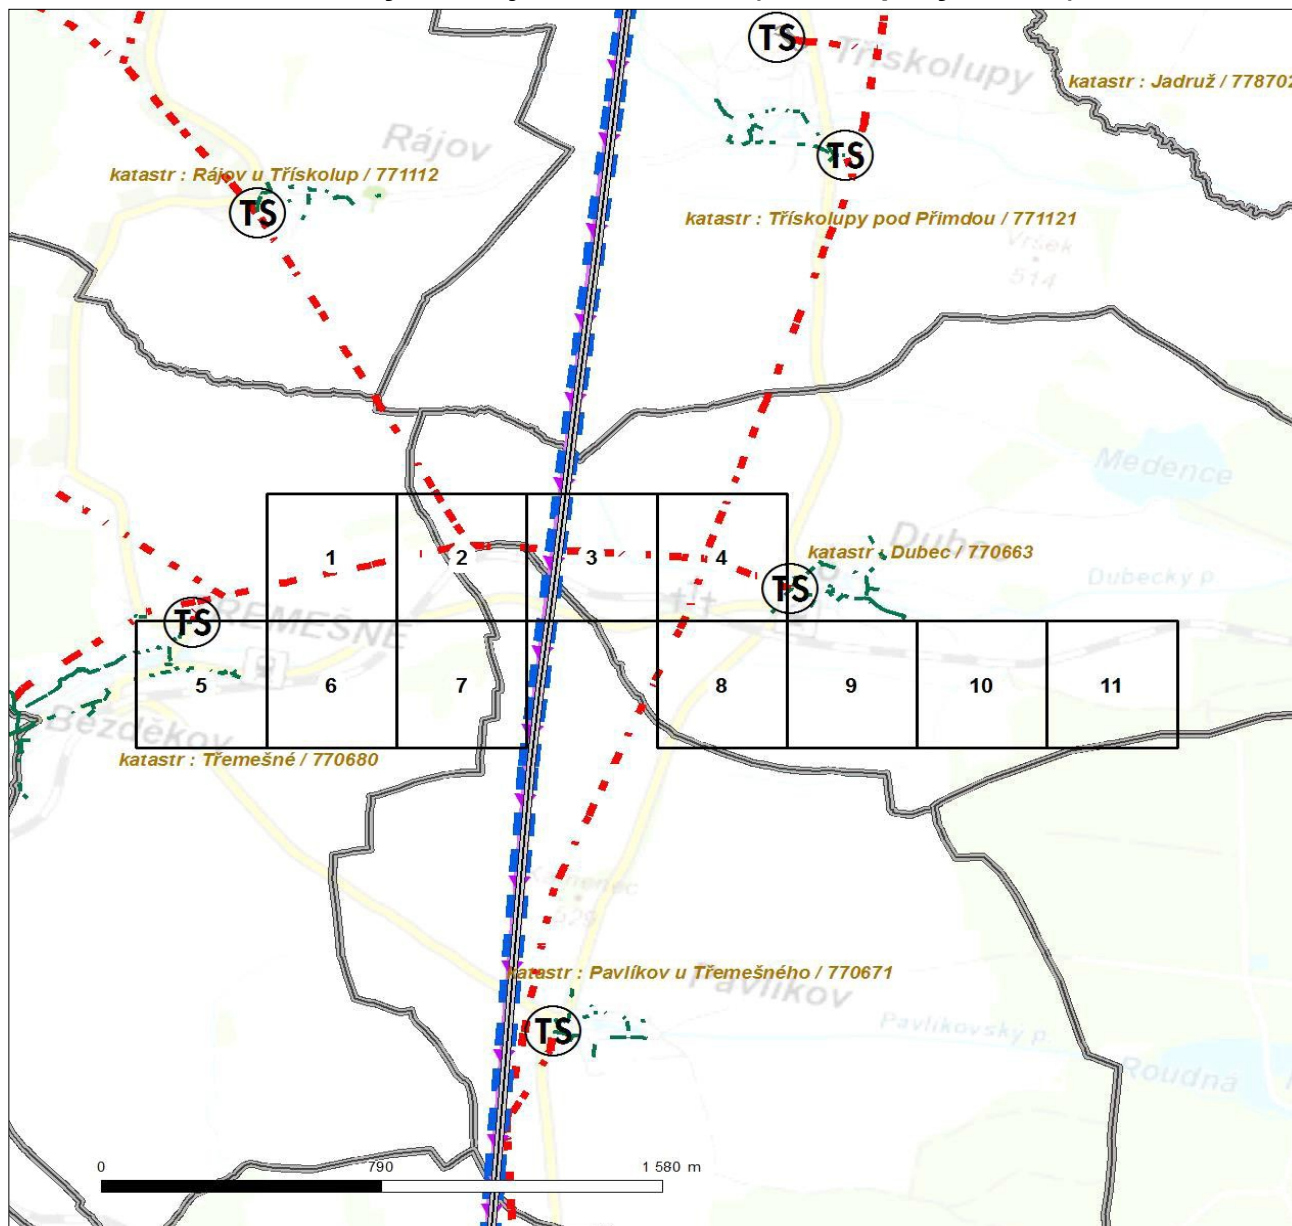 TS
Třískolupy
katastr : Jadruž / 778702
Rájov
TS
katastr : Rájov u Třískolup / 771112
TS
katastr : Třískolupy pod Přimdou / 771121
Vršek
514
Medence
Dubec
1
2
3
4
katastr : Dubec / 770663
Dubecký p.
TS
TS
5
6
7
8
9
10
11
Bezděkov
katastr : Třemešné / 770680
629
katastr : Pavlíkov u Třemešného / 770671
Pavlíkov
TS
Pavlíkovský p.
Roudná
0 790 1 580 m